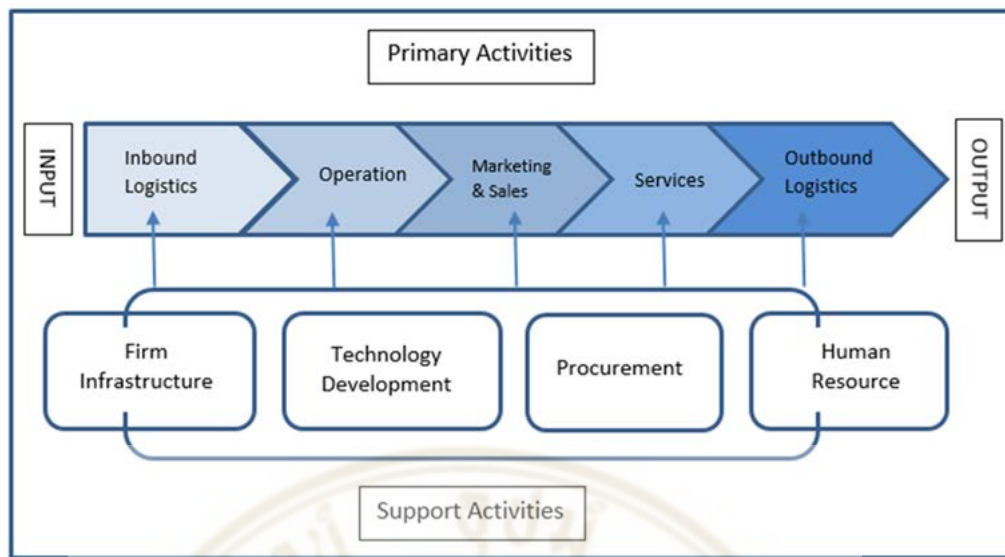 Primary Activities
INPUT
Inbound
Logistics
Operation
Marketing
& Sales
Services
Outbound
Logistics
OUTPUT
Firm
Infrastructure
Technology
Development
Procurement
Human
Resource
Support Activities